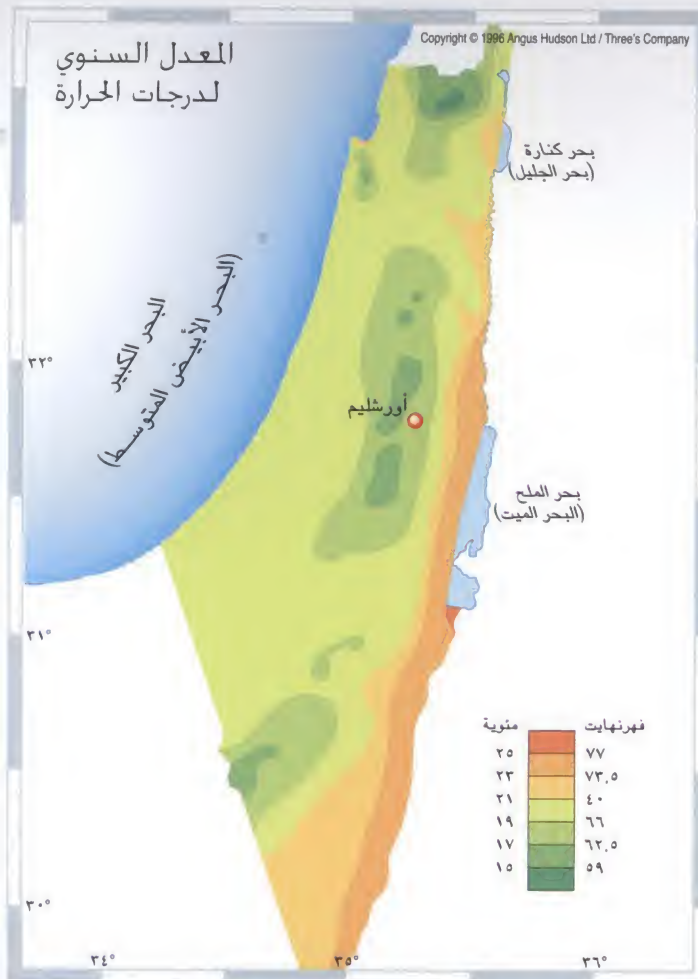 Copyright © 1996 Angus Hudson Ltd / Three's Company
المعدل السنوي
لدرجات الحرارة
بحر كنارة
(بحر الجليل)
البحر الكبير
(البحر الأبيض المتوسط)
٣٢°
أورشليم
بحر الملح
(البحر الميت)
٣١°
مئوية فهرنهايت
٢٥ ٧٧
٢٣ ٧٣,٥
٢١ ٤٠
١٩ ٦٦
١٧ ٦٢,٥
١٥ ٥٩
٣٠°
٣٤° ٣٥° ٣٦°